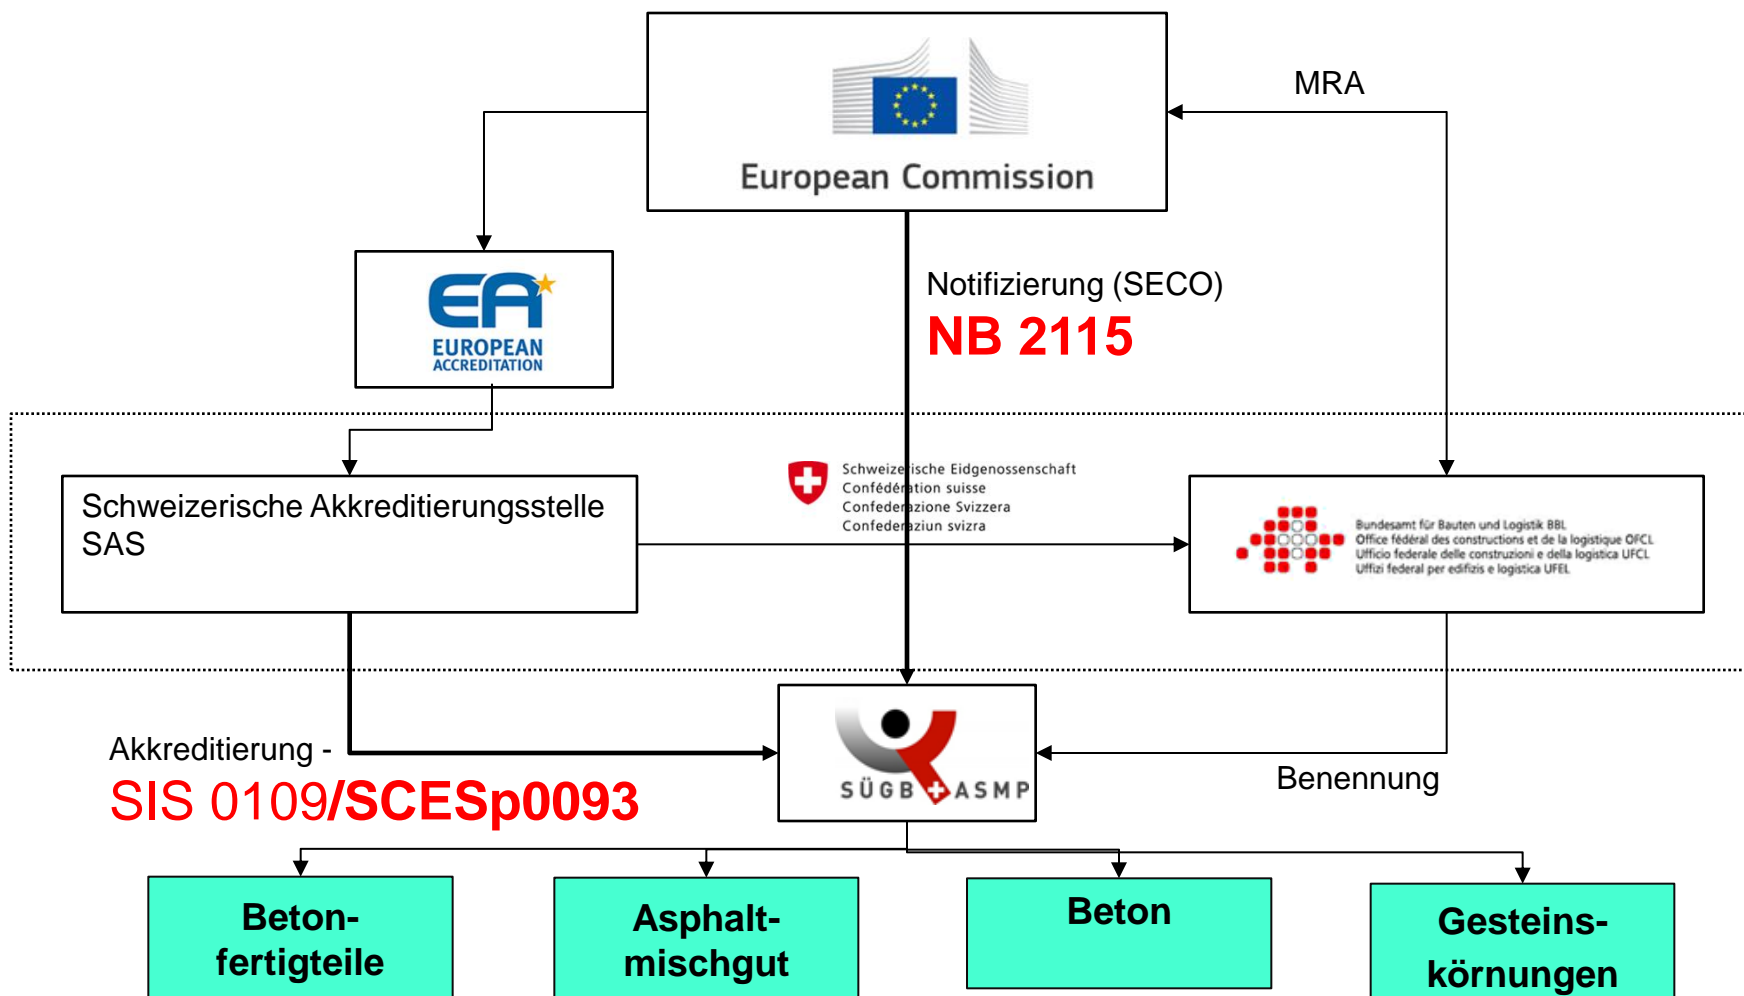 European Commission
MRA
EA
EUROPEAN
ACCREDITATION
Notifizierung (SECO)
NB 2115
Schweizerische Akkreditierungsstelle
SAS
Schweizerische Eidgenossenschaft
Confédération suisse
Confederazione Svizzera
Confederaziun svizra
Bundesamt für Bauten und Logistik BBL
Office fédéral des constructions et de la logistique OFCL
Ufficio federale delle costruzioni e della logistica UFCL
Uffizi federal per edifizis e logistica UFEL
Akkreditierung -
SIS 0109/SCESp0093
SÜGB ASMP
Benennung
Beton-
fertigteile
Asphalt-
mischgut
Beton
Gesteins-
körnungen